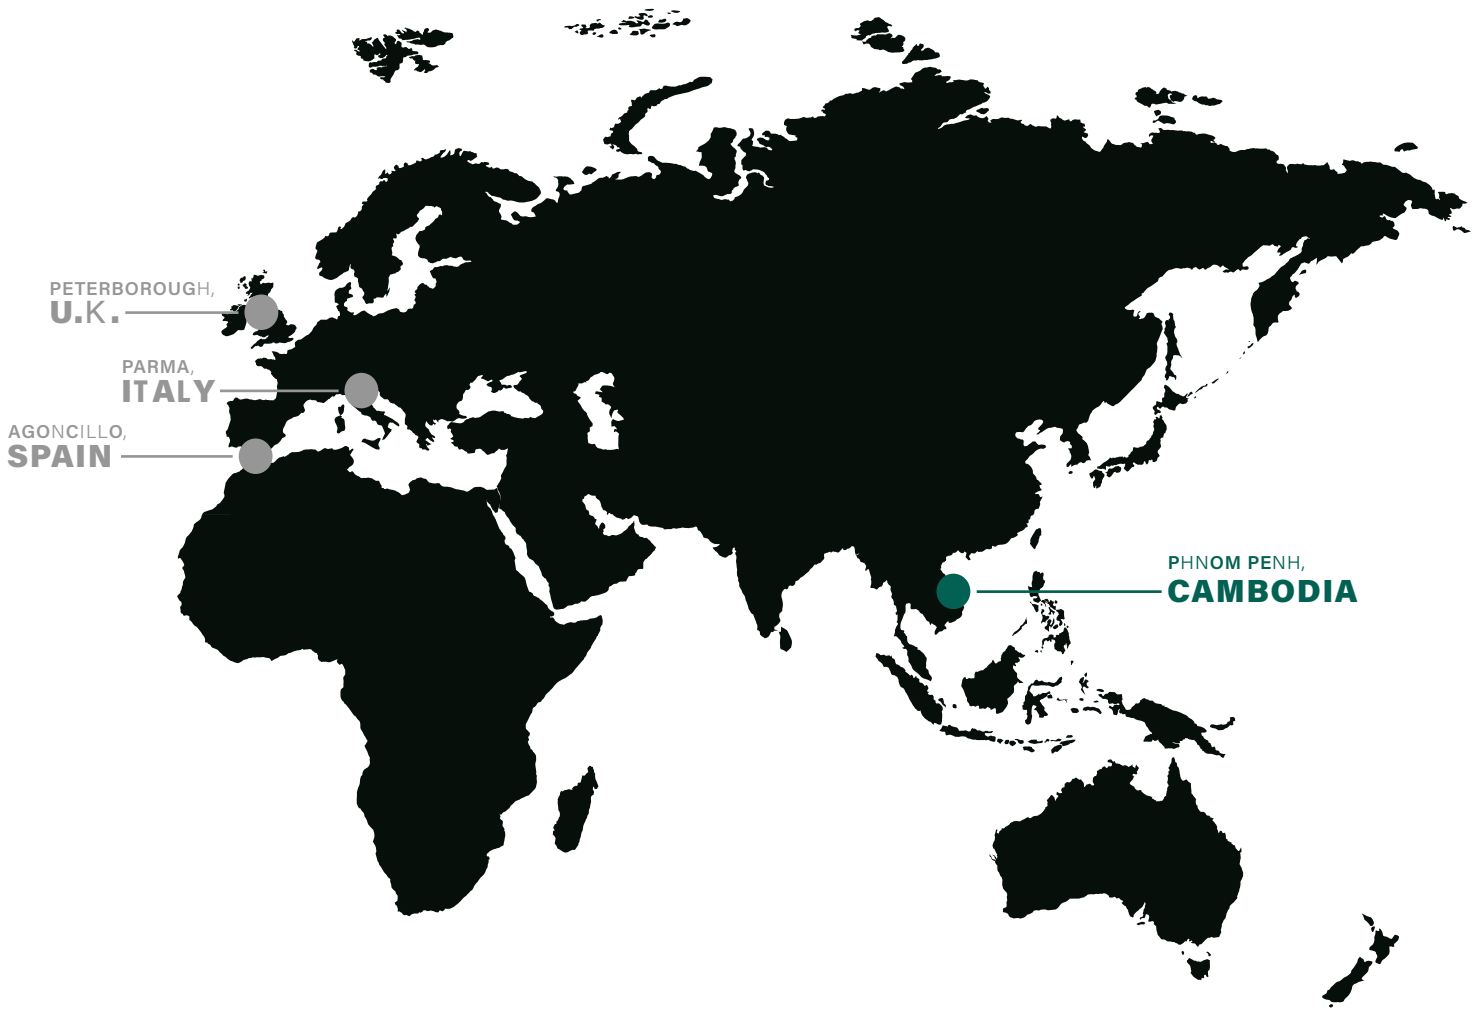 PETERBOROUGH,
U.K.
PARMA,
ITALY
AGONCILLO,
SPAIN
PHNOM PENH,
CAMBODIA